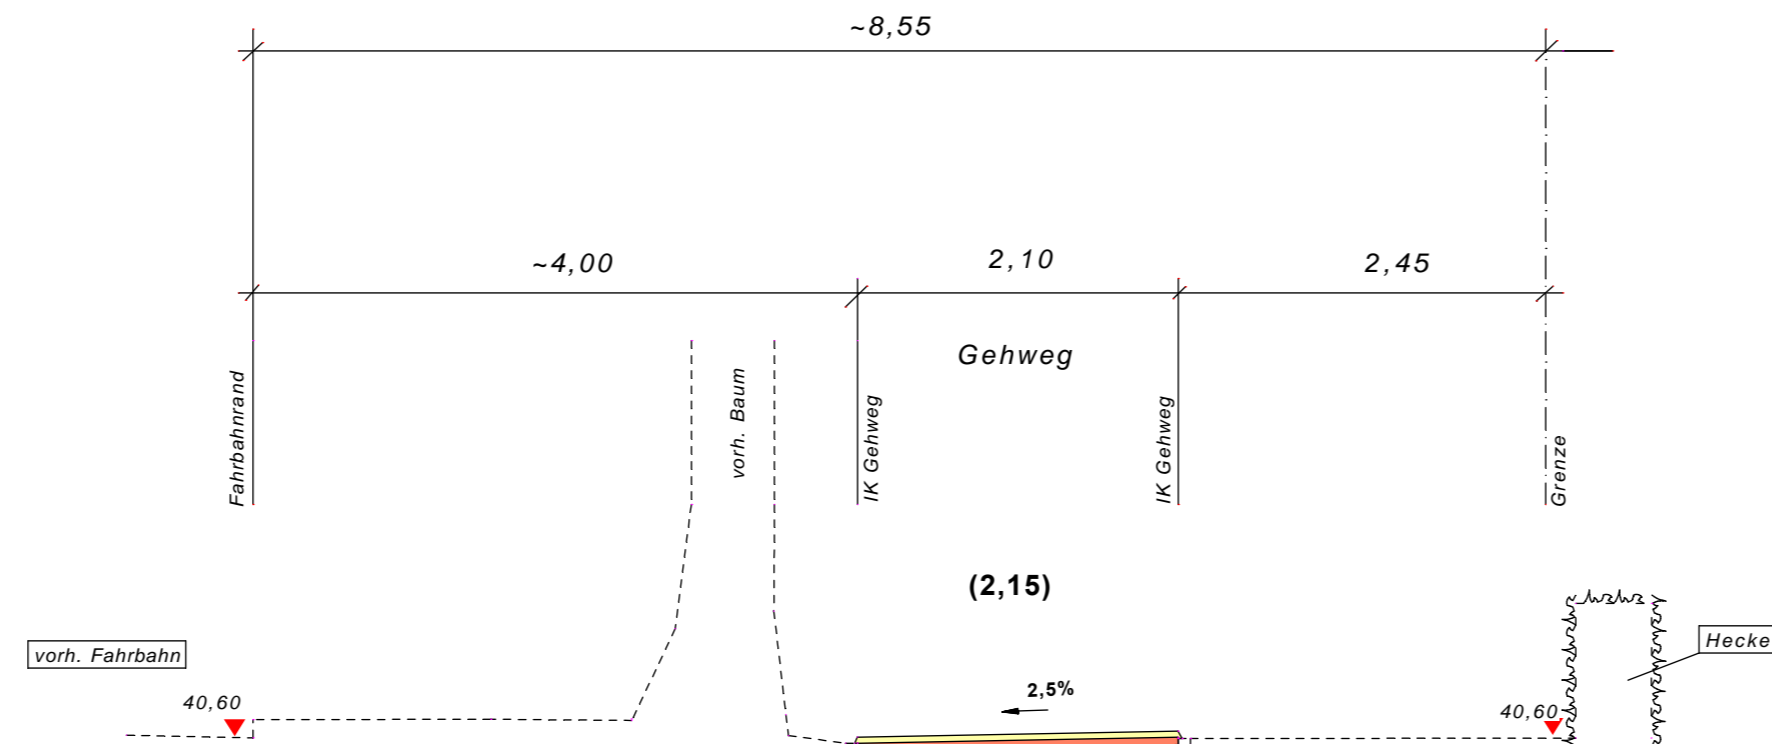 ~8,55
~4,00
2,10
2,45
Gehweg
Fahrbahnrand
vorh. Baum
IK Gehweg
IK Gehweg
Grenze
(2,15)
vorh. Fahrbahn
Hecke
40,60
2,5%
40,60